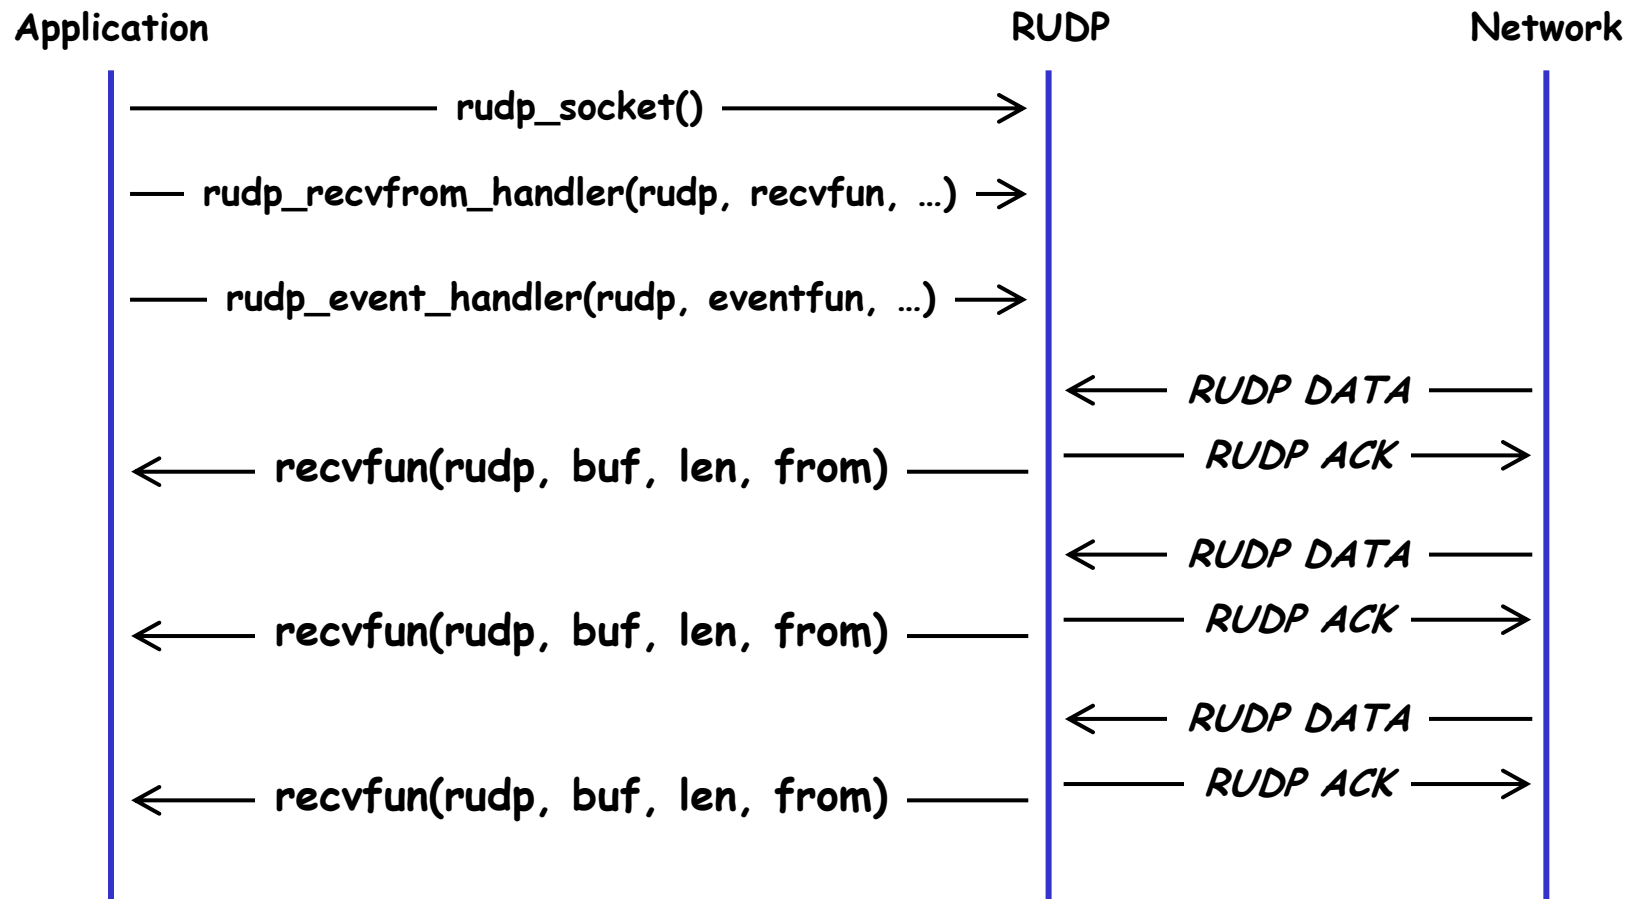 Application RUDP Network
rudp_socket()
rudp_recvfrom_handler(rudp, recvfun, …)
rudp_event_handler(rudp, eventfun, …)
RUDP DATA
RUDP ACK
recvfun(rudp, buf, len, from)
RUDP DATA
RUDP ACK
recvfun(rudp, buf, len, from)
RUDP DATA
RUDP ACK
recvfun(rudp, buf, len, from)